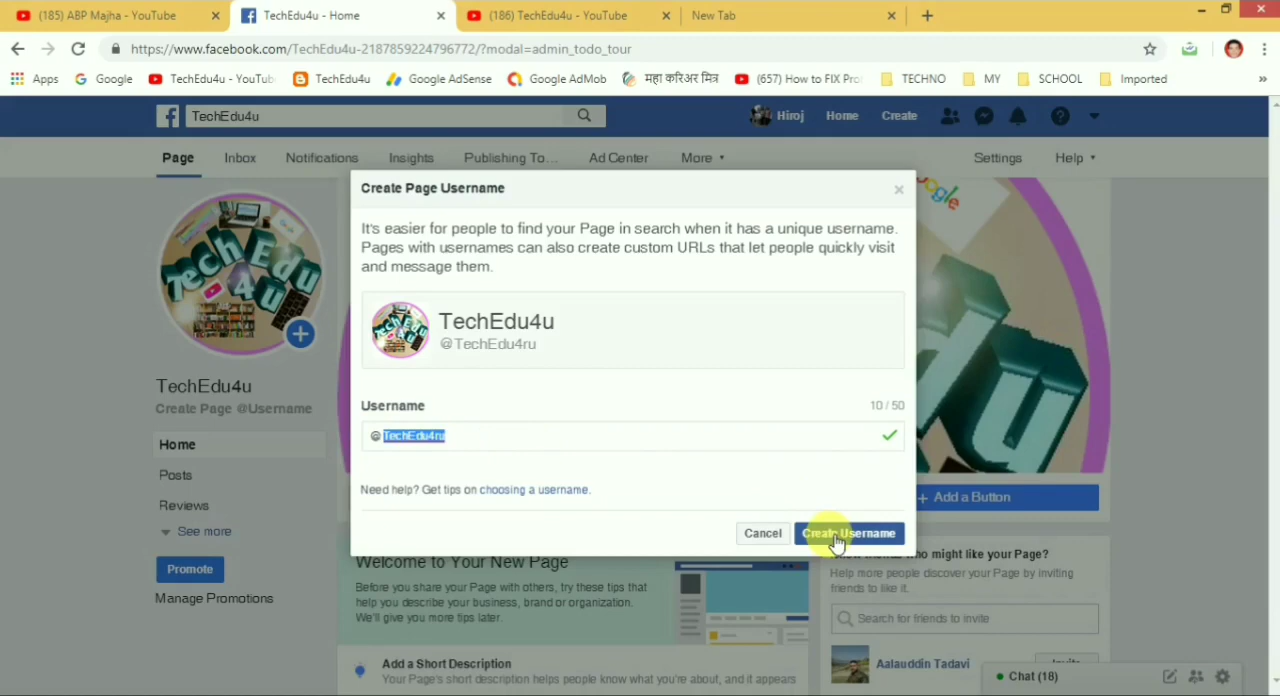 (185) ABP Majha - YouTube
TechEdu4u - Home
(186) TechEdu4u - YouTube
New Tab
https://www.facebook.com/TechEdu4u-2187859224796772/?modal=admin_todo_tour
Apps
Google
TechEdu4u - YouTub
TechEdu4u
Google AdSense
Google AdMob
महा करिअर मित्र
(657) How to FIX Pro
TECHNO
MY
SCHOOL
Imported
TechEdu4u
Hiroj
Home
Create
Page
Inbox
Notifications
Insights
Publishing To...
Ad Center
More
Settings
Help
Create Page Username
It's easier for people to find your Page in search when it has a unique username.
Pages with usernames can also create custom URLs that let people quickly visit
and message them.
TechEdu4u
@TechEdu4ru
Username
10 / 50
@TechEdu4ru
Need help? Get tips on choosing a username.
Cancel
Create Username
Tech Edu
4U
TechEdu4u
Create Page @Username
Home
Posts
Reviews
See more
Promote
Manage Promotions
+ Add a Button
Welcome to Your New Page
Before you share your Page with others, try these tips that
help you describe your business, brand or organization.
We'll give you more tips later.
Add a Short Description
Your Page's short description helps people know what you're about, and it appears
who might like your Page?
Help more people discover your Page by inviting
friends to like it.
Search for friends to invite
Aalauddin Tadavi
Invite
Chat (18)